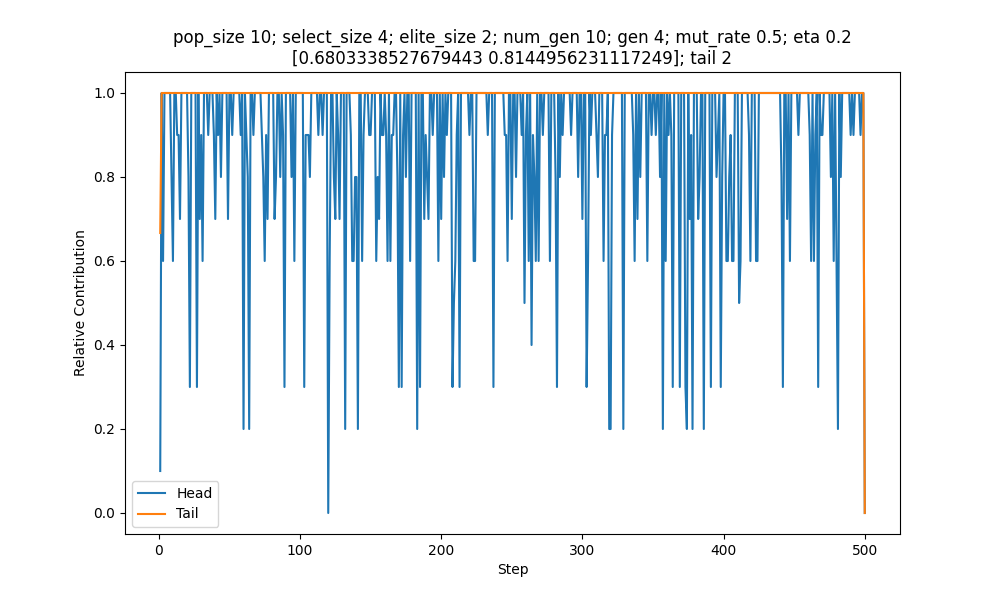 pop_size 10; select_size 4; elite_size 2; num_gen 10; gen 4; mut_rate 0.5; eta 0.2
[0.6803338527679443 0.8144956231117249]; tail 2
1.0
0.8
0.6
0.4
0.2
0.0
Relative Contribution
Head
Tail
0
100
200
300
400
500
Step